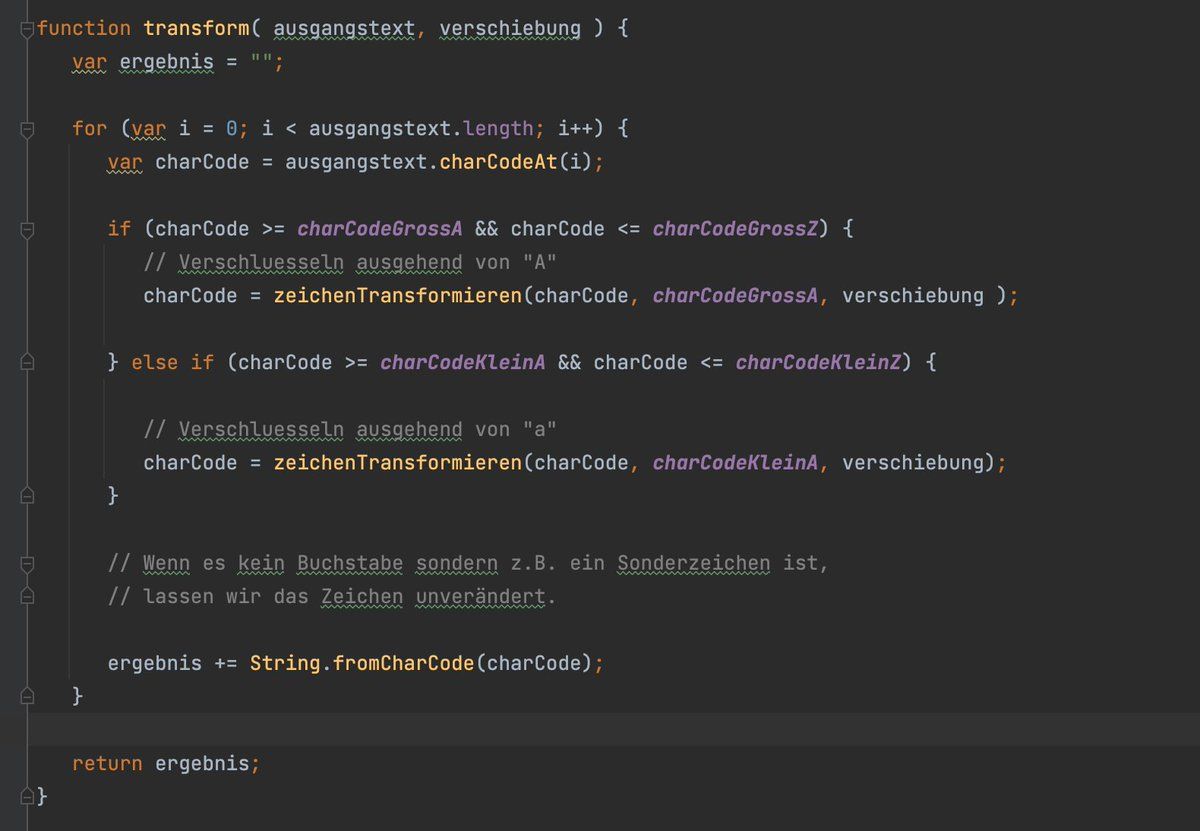 function transform( ausgangstext, verschiebung ) {
var ergebnis = "";
for (var i = 0; i < ausgangstext.length; i++) {
var charCode = ausgangstext.charCodeAt(i);
if (charCode >= charCodeGrossA && charCode <= charCodeGrossZ) {
// Verschluesseln ausgehend von "A"
charCode = zeichenTransformieren(charCode, charCodeGrossA, verschiebung );
} else if (charCode >= charCodeKleinA && charCode <= charCodeKleinZ) {
// Verschluesseln ausgehend von "a"
charCode = zeichenTransformieren(charCode, charCodeKleinA, verschiebung);
}
// Wenn es kein Buchstabe sondern z.B. ein Sonderzeichen ist,
// lassen wir das Zeichen unverändert.
ergebnis += String.fromCharCode(charCode);
}
return ergebnis;
}